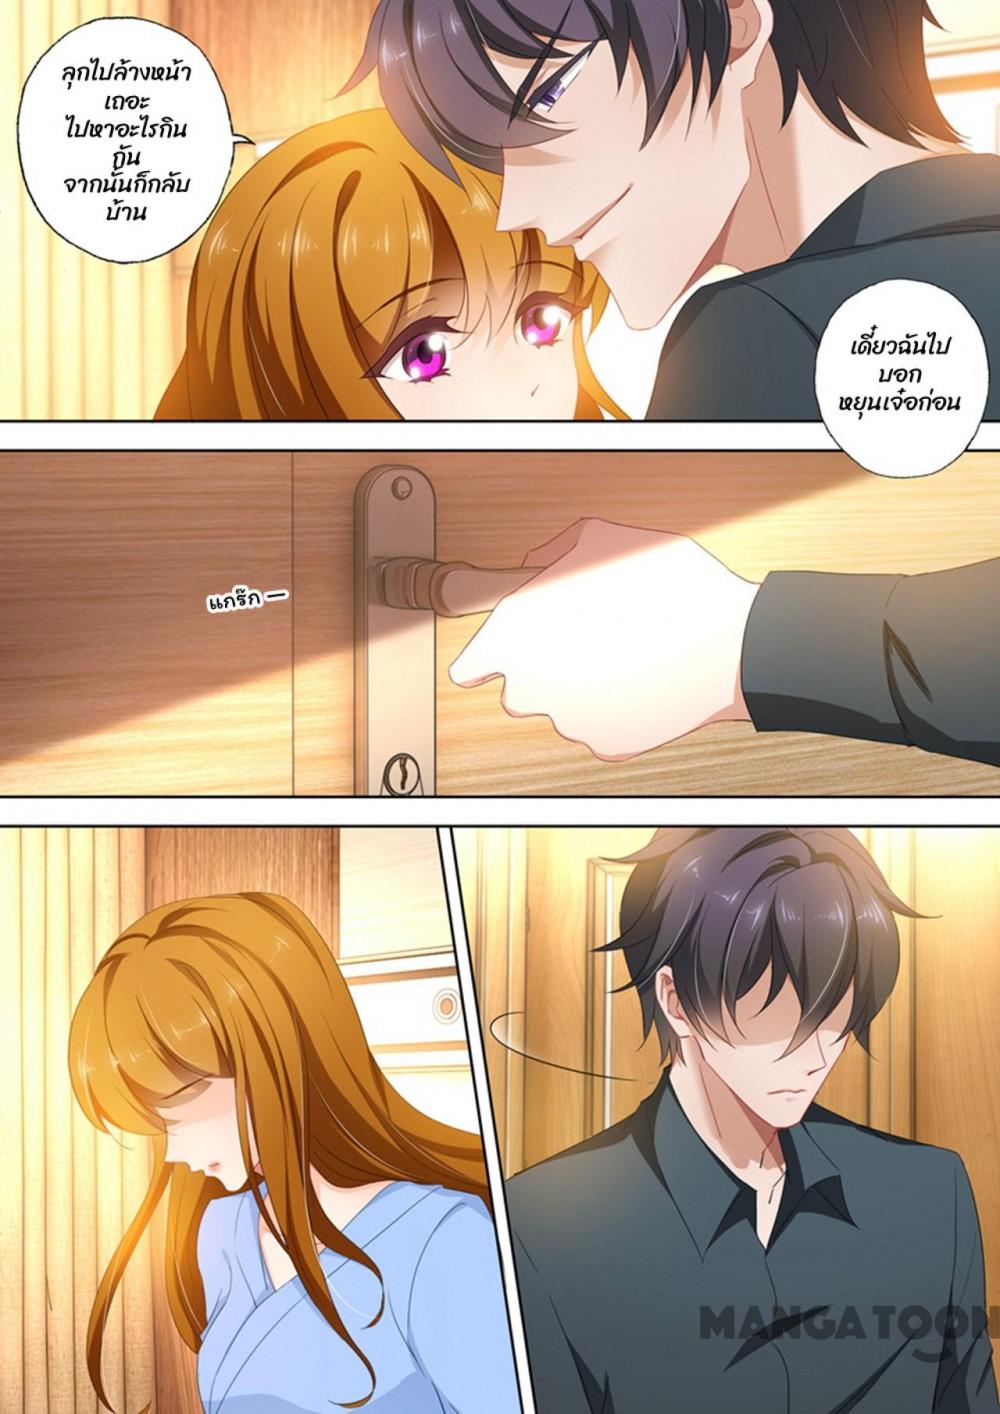 ลุกไปล้างหน้า
เถอะ
ไปหาอะไรกิน
กัน
จากนั้นก็กลับ
บ้าน
เดี๋ยวฉันไป
บอก
หยุนเจ๋อก่อน
แกร๊ก —
MANGATOON